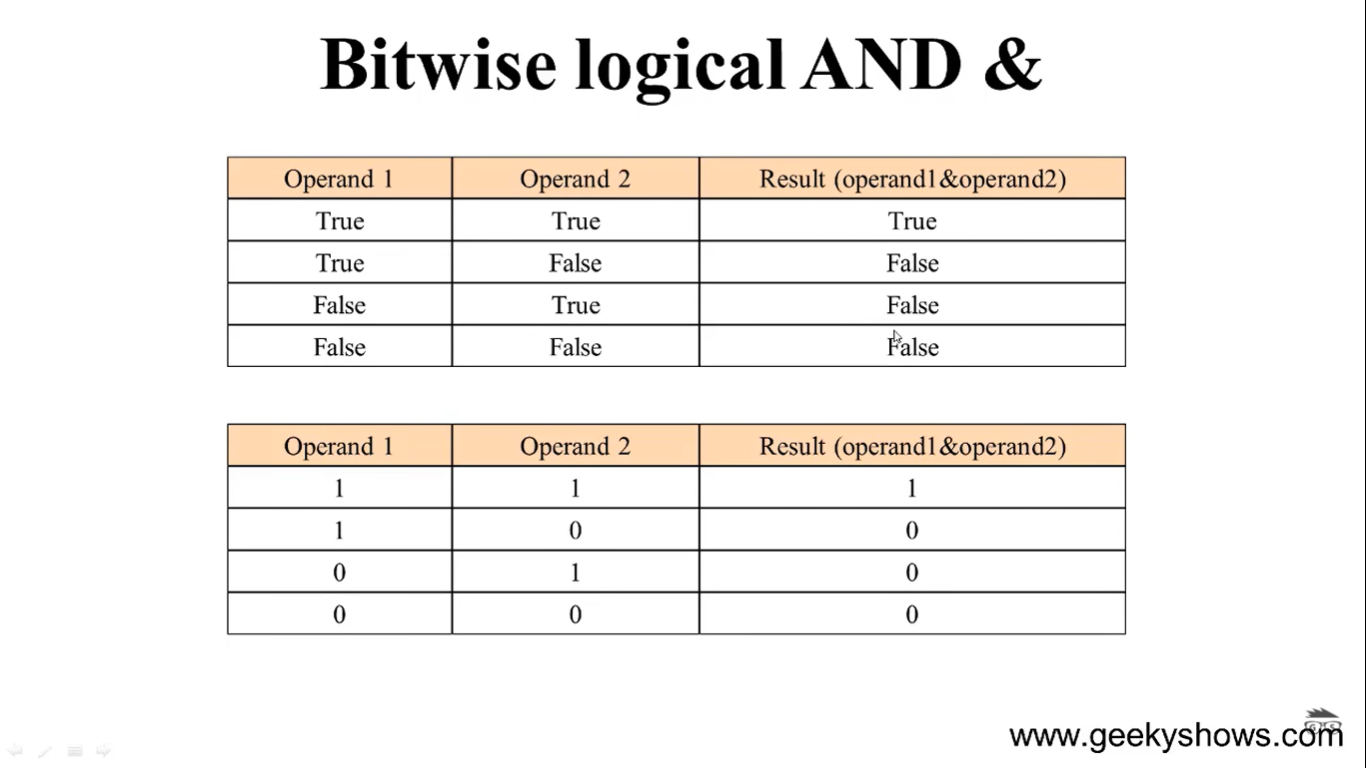 Bitwise logical AND &
Operand 1 Operand 2 Result (operand1&operand2)
True True True
True False False
False True False
False False False
Operand 1 Operand 2 Result (operand1&operand2)
1 1 1
1 0 0
0 1 0
0 0 0
www.geekyshows.com